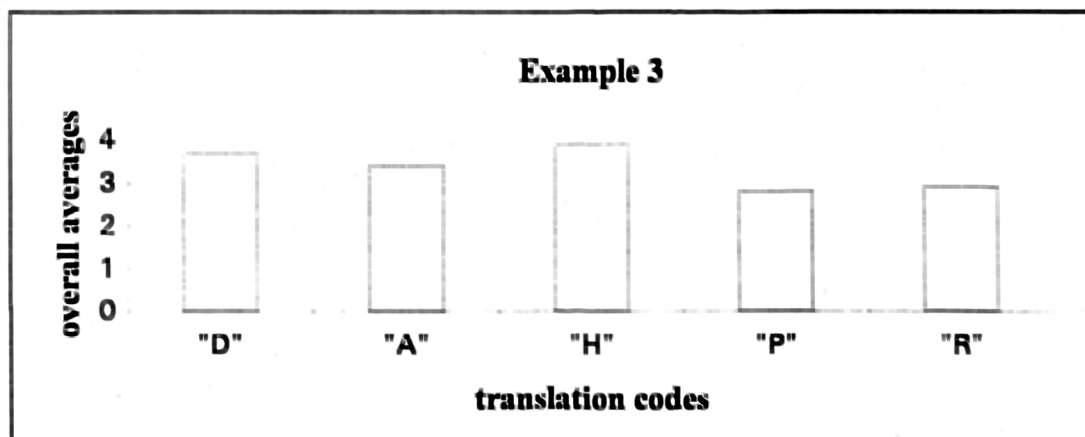 Example 3
overall averages
4
3
2
1
0
"D" "A" "H" "P" "R"
translation codes